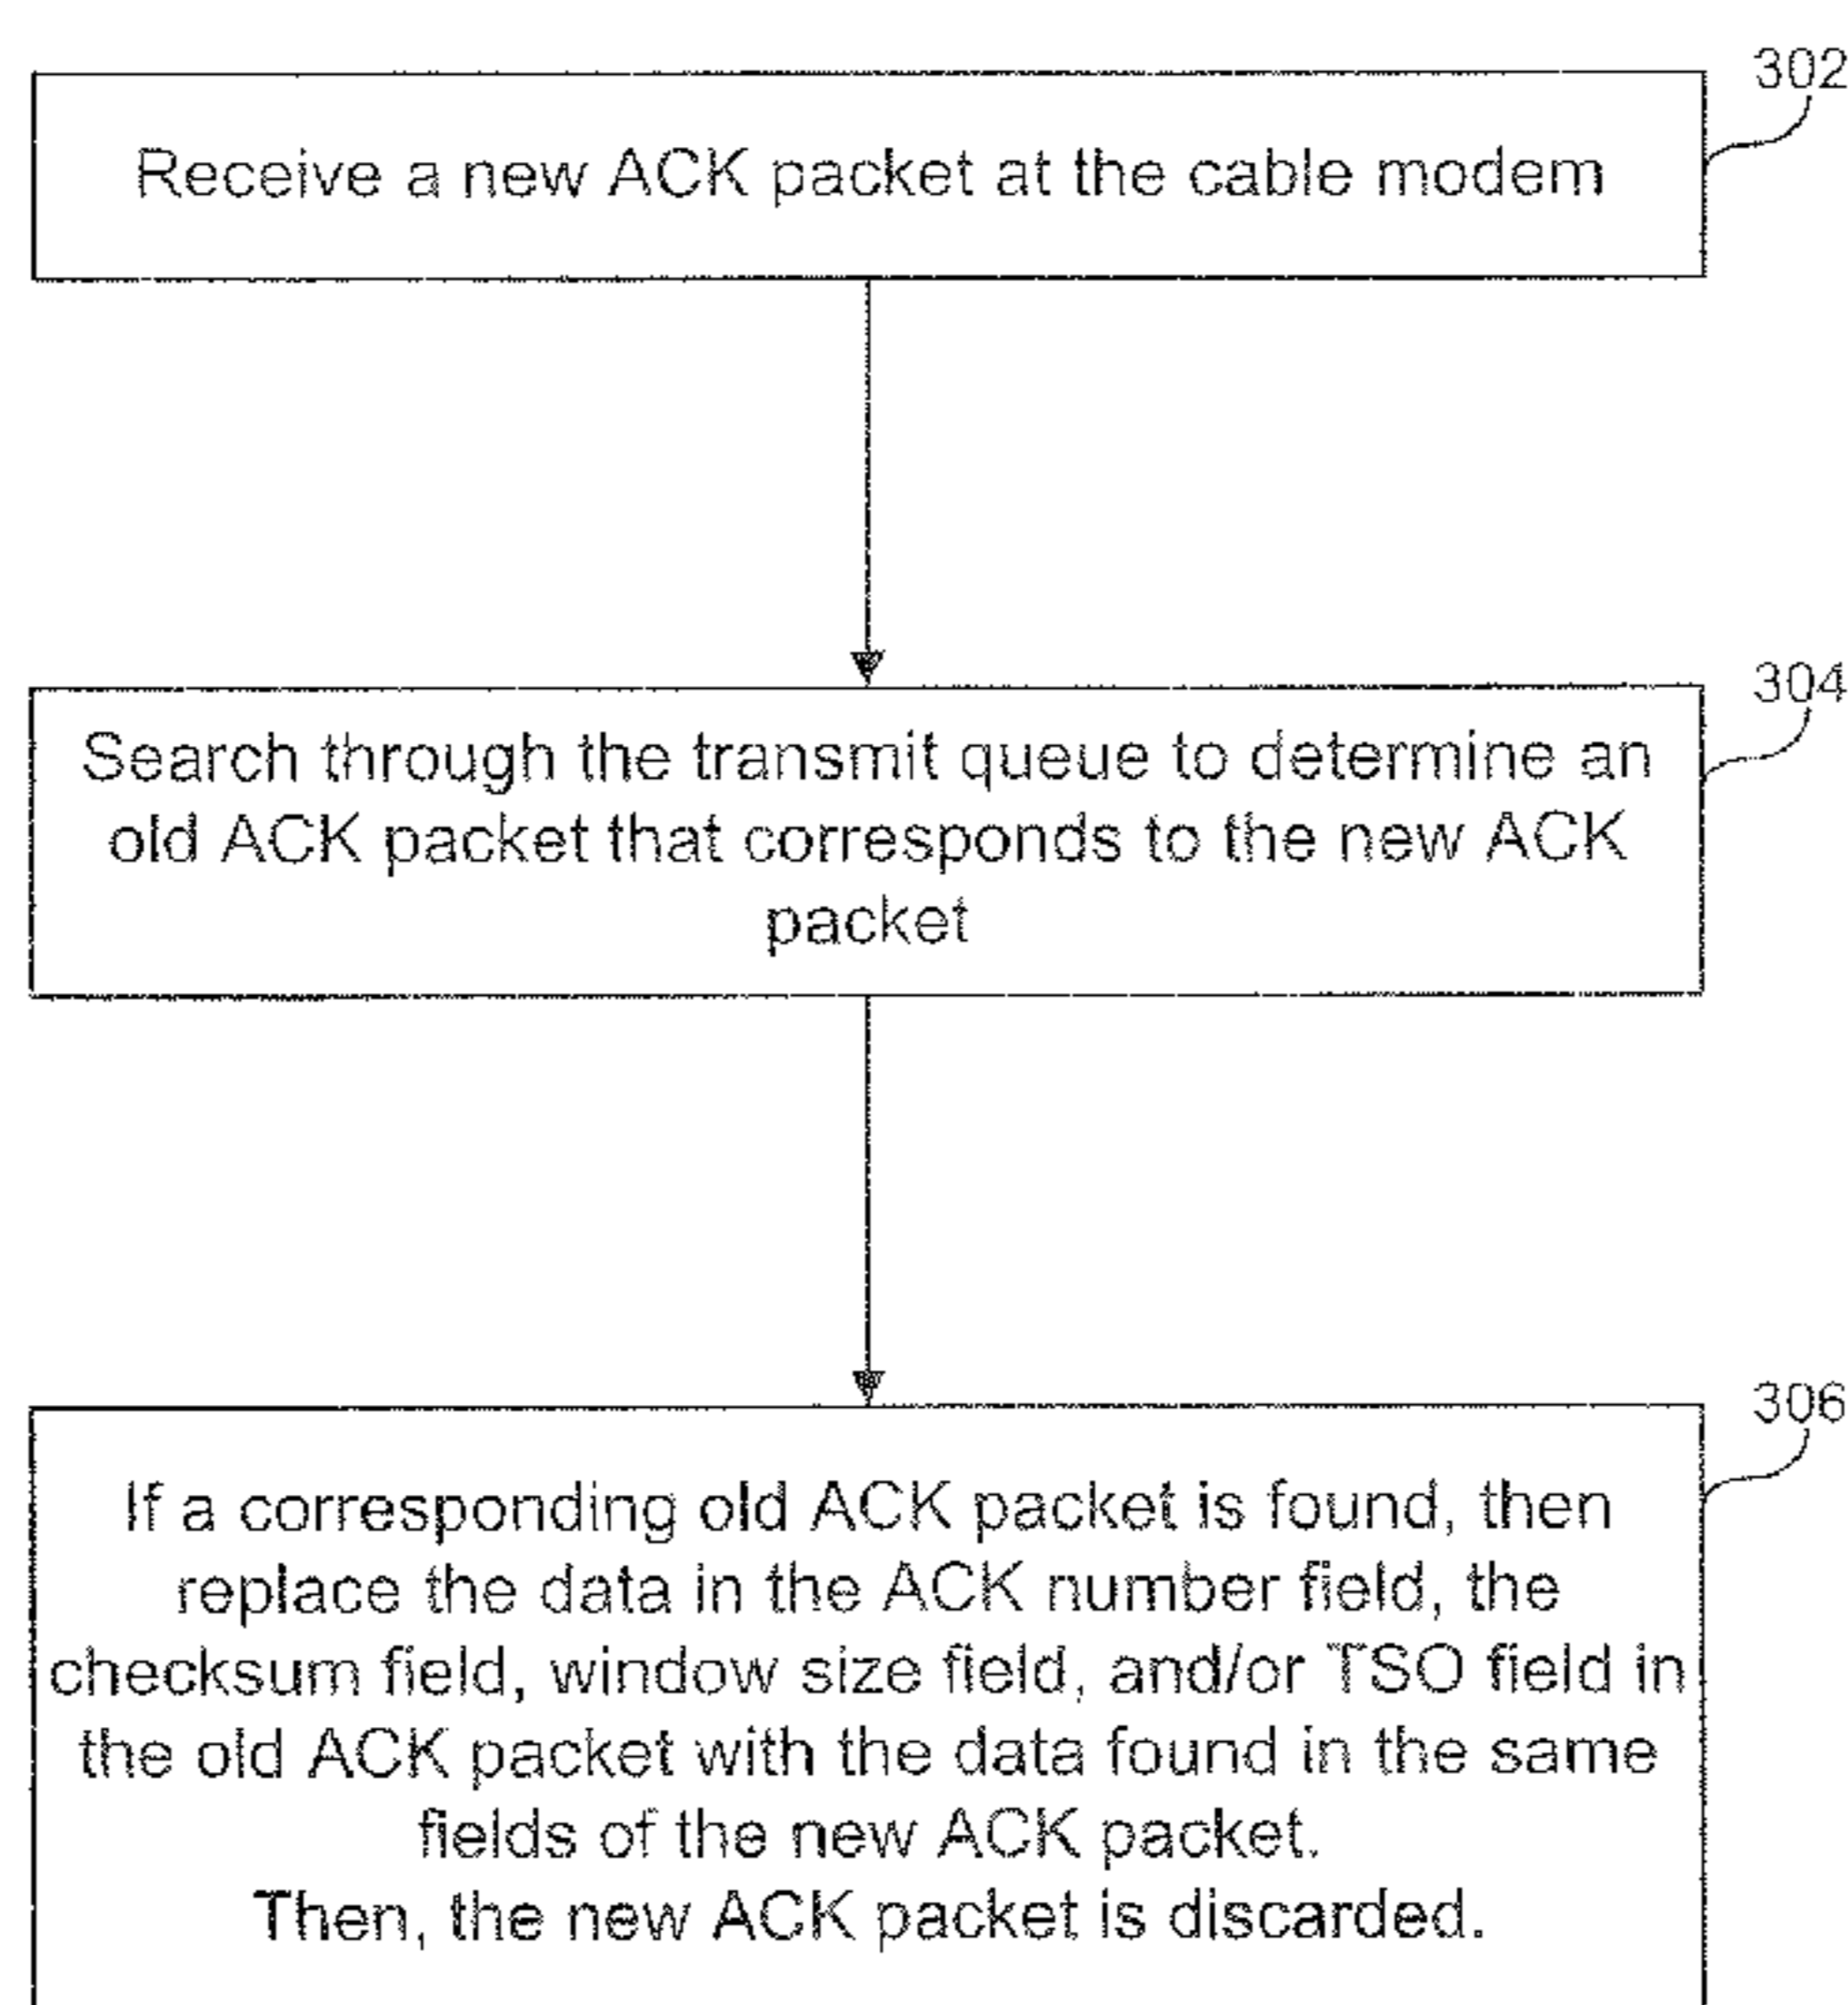 302
Receive a new ACK packet at the cable modem
304
Search through the transmit queue to determine an
old ACK packet that corresponds to the new ACK
packet
306
If a corresponding old ACK packet is found, then
replace the data in the ACK number field, the
checksum field, window size field, and/or TSO field in
the old ACK packet with the data found in the same
fields of the new ACK packet.
Then, the new ACK packet is discarded.